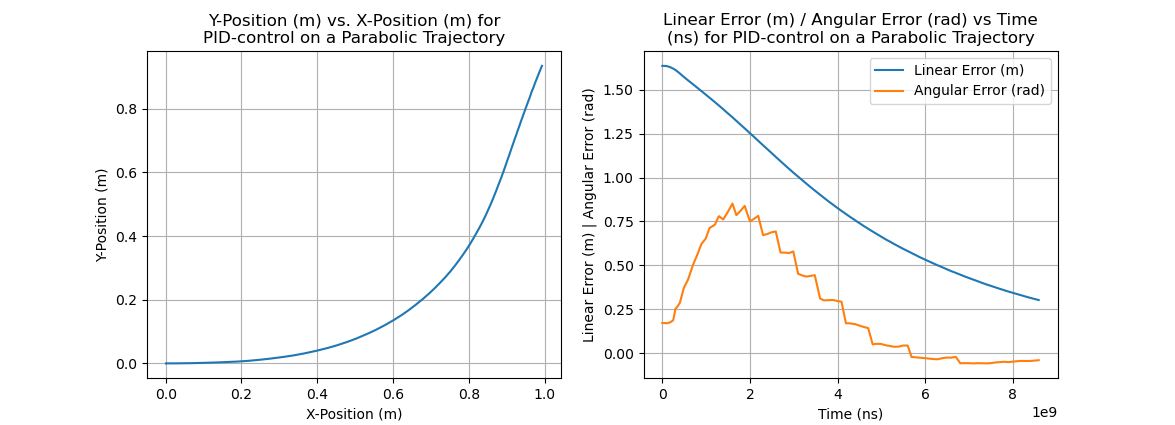 Y-Position (m) vs. X-Position (m) for
PID-control on a Parabolic Trajectory
Y-Position (m)
0.8
0.6
0.4
0.2
0.0
0.0 0.2 0.4 0.6 0.8 1.0
X-Position (m)
Linear Error (m) / Angular Error (rad) vs Time
(ns) for PID-control on a Parabolic Trajectory
Linear Error (m)
Angular Error (rad)
Linear Error (m) | Angular Error (rad)
1.50
1.25
1.00
0.75
0.50
0.25
0.00
0 2 4 6 8
1e9
Time (ns)